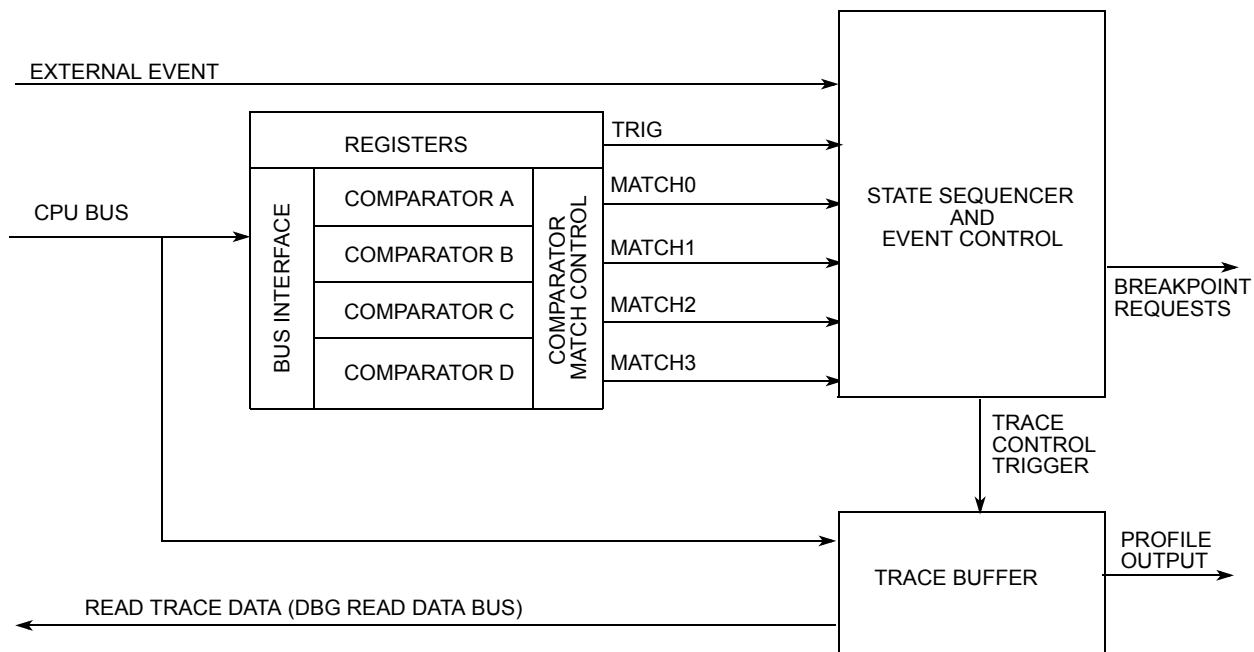 EXTERNAL EVENT
REGISTERS
TRIG
CPU BUS
BUS INTERFACE
COMPARATOR A
COMPARATOR B
COMPARATOR C
COMPARATOR D
COMPARATOR
MATCH CONTROL
MATCH0
MATCH1
MATCH2
MATCH3
STATE SEQUENCER
AND
EVENT CONTROL
BREAKPOINT
REQUESTS
TRACE
CONTROL
TRIGGER
TRACE BUFFER
PROFILE
OUTPUT
READ TRACE DATA (DBG READ DATA BUS)